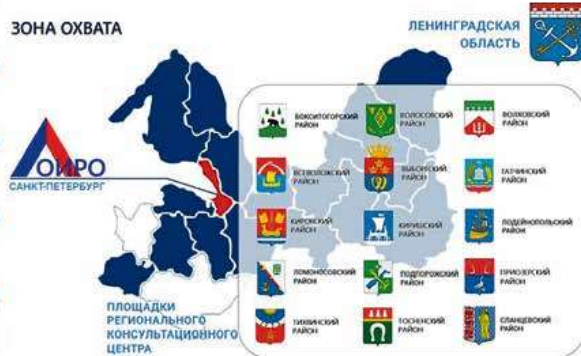 ЗОНА ОХВАТА
ЛЕНИНГРАДСКАЯ
ОБЛАСТЬ
ЛОИРО
САНКТ-ПЕТЕРБУРГ
БОКСИТОГОРСКИЙ
РАЙОН
ВОЛОСОВСКИЙ
РАЙОН
ВОЛХОВСКИЙ
РАЙОН
ВСЕВОЛОЖСКИЙ
РАЙОН
ВЫБОРГСКИЙ
РАЙОН
ГАТЧИНСКИЙ
РАЙОН
КИРОВСКИЙ
РАЙОН
КИРИШСКИЙ
РАЙОН
ЛОДЕЙНОПОЛЬСКИЙ
РАЙОН
ЛОМОНОСОВСКИЙ
РАЙОН
ПОДПОРОЖСКИЙ
РАЙОН
ПРИОЗЕРСКИЙ
РАЙОН
ТИХВИНСКИЙ
РАЙОН
ТОСНЕНСКИЙ
РАЙОН
СЛАНЦЕВСКИЙ
РАЙОН
ПЛОЩАДКИ
РЕГИОНАЛЬНОГО
КОНСУЛЬТАЦИОННОГО
ЦЕНТРА